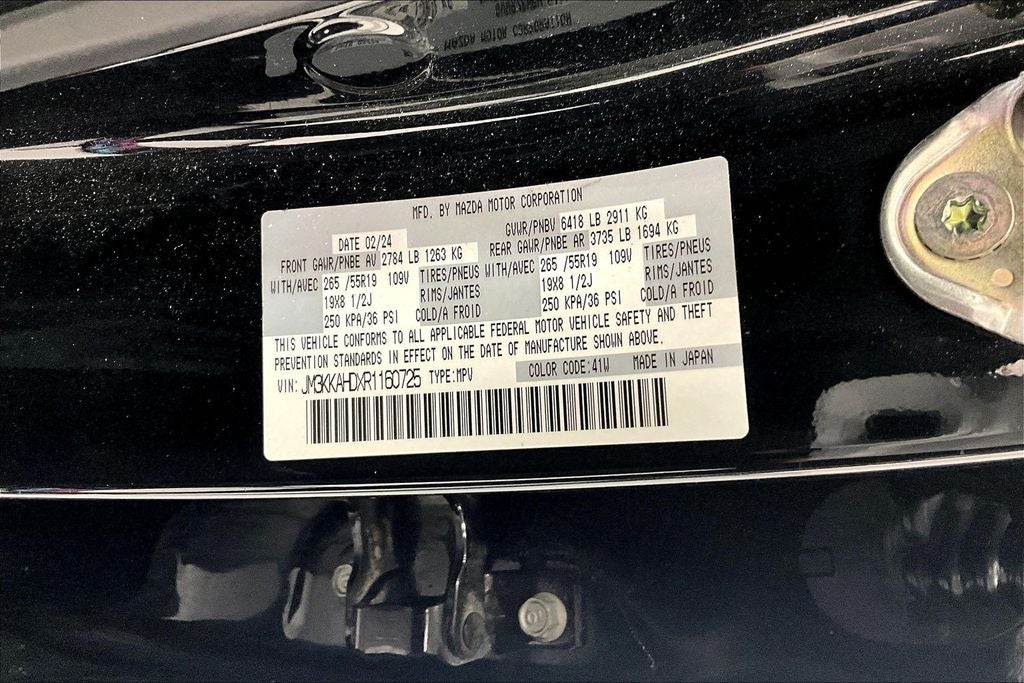 MFD. BY MAZDA MOTOR CORPORATION
DATE 02/24 GVWR/PNBV 6418 LB 2911 KG
FRONT GAWR/PNBE AV 2784 LB 1263 KG REAR GAWR/PNBE AR 3735 LB 1694 KG
WITH/AVEC 265 /55R19 109V TIRES/PNEUS WITH/AVEC 265 /55R19 109V TIRES/PNEUS
19X8 1/2J RIMS/JANTES 19X8 1/2J RIMS/JANTES
250 KPA/36 PSI COLD/A FROID 250 KPA/36 PSI COLD/A FROID
THIS VEHICLE CONFORMS TO ALL APPLICABLE FEDERAL MOTOR VEHICLE SAFETY AND THEFT
PREVENTION STANDARDS IN EFFECT ON THE DATE OF MANUFACTURE SHOWN ABOVE.
COLOR CODE:41W MADE IN JAPAN
VIN: JM3KKAHDXR1160725 TYPE:MPV